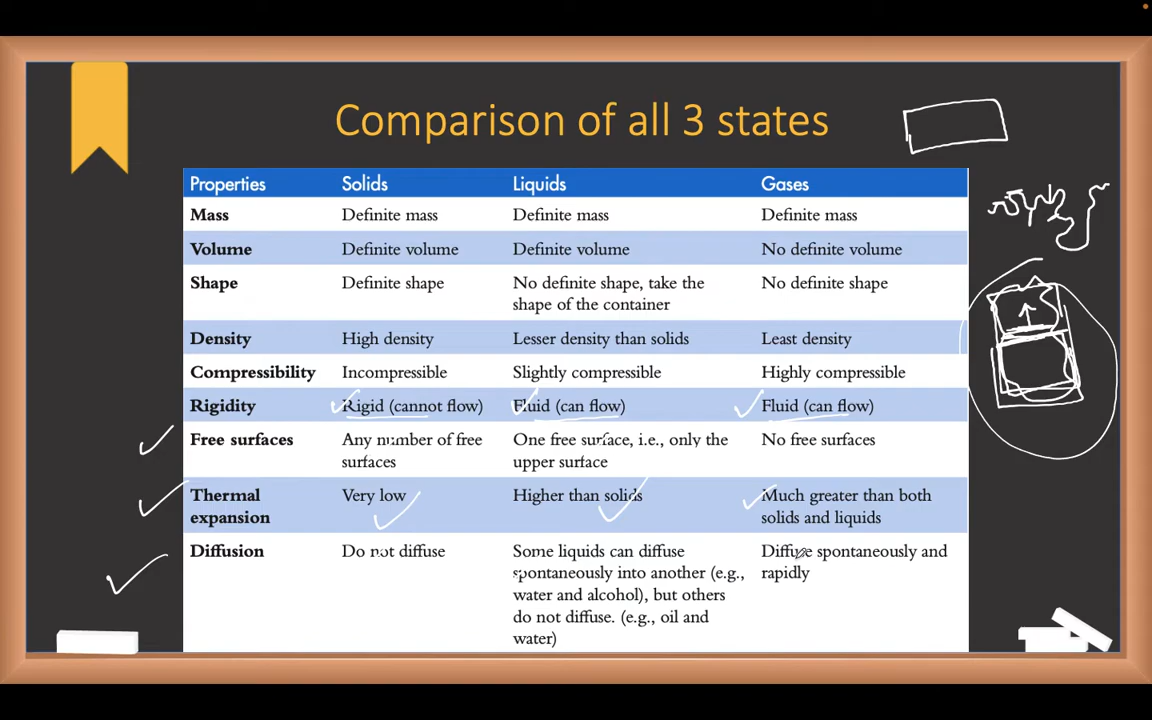 Comparison of all 3 states
Properties Solids Liquids Gases
Mass Definite mass Definite mass Definite mass
Volume Definite volume Definite volume No definite volume
Shape Definite shape No definite shape, take the No definite shape
shape of the container
Density High density Lesser density than solids Least density
Compressibility Incompressible Slightly compressible Highly compressible
Rigidity Rigid (cannot flow) Fluid (can flow) Fluid (can flow)
Free surfaces Any number of free One free surface, i.e., only the No free surfaces
surfaces upper surface
Thermal Very low Higher than solids Much greater than both
expansion solids and liquids
Diffusion Do not diffuse Some liquids can diffuse Diffuse spontaneously and
spontaneously into another (e.g., rapidly
water and alcohol), but others
do not diffuse. (e.g., oil and
water)